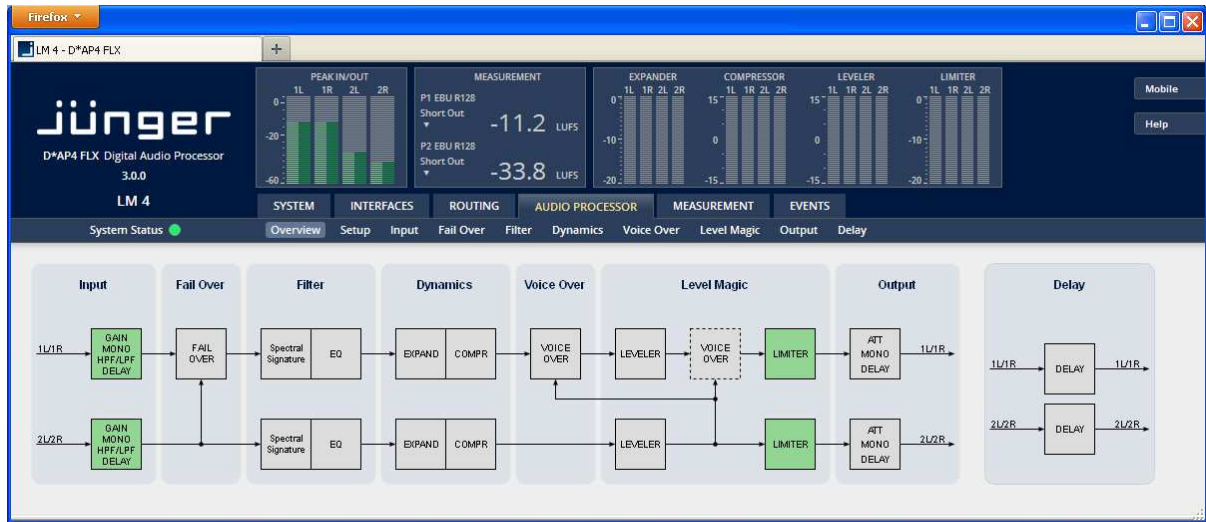 Firefox
LM 4 - D*AP4 FLX
+
jünger
D*AP4 FLX Digital Audio Processor
3.0.0
LM 4
PEAK IN/OUT
1L 1R 2L 2R
0
-20
-60
MEASUREMENT
P1 EBU R128
Short Out
-11.2 LUFS
P2 EBU R128
Short Out
-33.8 LUFS
EXPANDER COMPRESSOR LEVELER LIMITER
1L 1R 2L 2R 1L 1R 2L 2R 1L 1R 2L 2R 1L 1R 2L 2R
0 15 15 0
-10 0 0 -10
-20 -15 -15 -20
Mobile
Help
SYSTEM INTERFACES ROUTING AUDIO PROCESSOR MEASUREMENT EVENTS
System Status Overview Setup Input Fail Over Filter Dynamics Voice Over Level Magic Output Delay
Input Fail Over Filter Dynamics Voice Over Level Magic Output Delay
1L/1R
GAIN
MONO
HPF/LPF
DELAY
FAIL
OVER
Spectral
Signature
EQ
EXPAND
COMPR
VOICE
OVER
LEVELER
VOICE
OVER
LIMITER
ATT
MONO
DELAY
1L/1R
2L/2R
GAIN
MONO
HPF/LPF
DELAY
Spectral
Signature
EQ
EXPAND
COMPR
LEVELER
LIMITER
ATT
MONO
DELAY
2L/2R
1L/1R
DELAY
1L/1R
2L/2R
DELAY
2L/2R